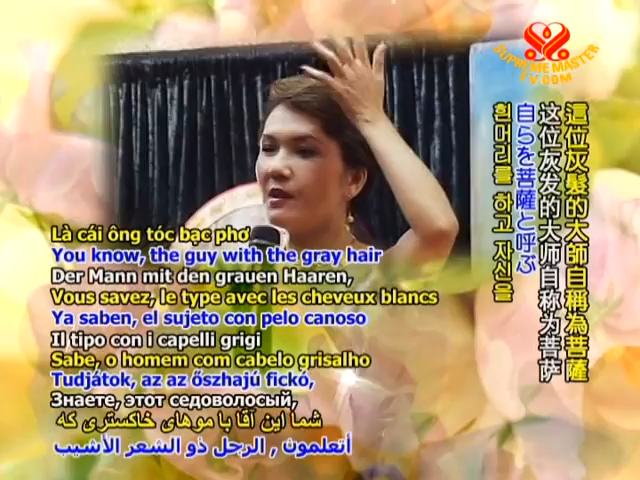 SUPREME MASTER
TV.COM
這位灰髮的大師自稱為菩薩
这位灰发的大师自称为菩萨
自らを菩薩と呼ぶ
흰머리를 하고 자신을
Là cái ông tóc bạc phơ
You know, the guy with the gray hair
Der Mann mit den grauen Haaren,
Vous savez, le type avec les cheveux blancs
Ya saben, el sujeto con pelo canoso
Il tipo con i capelli grigi
Sabe, o homem com cabelo grisalho
Tudjátok, az az őszhajú fickó,
Знаете, этот седоволосый,
شما این آقا با موهای خاکستری که
أتعلمون , الرجل ذو الشعر الأشيب